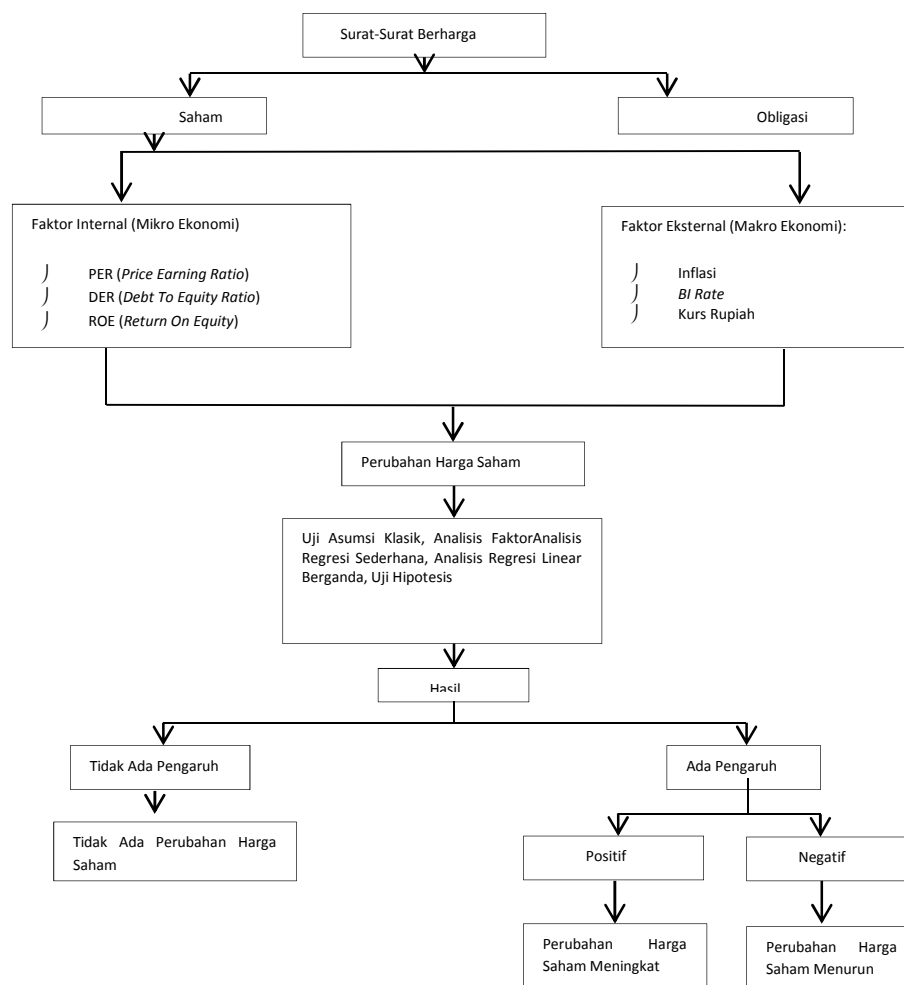 Surat-Surat Berharga
Saham
Obligasi
Faktor Internal (Mikro Ekonomi)
PER (Price Earning Ratio)
DER (Debt To Equity Ratio)
ROE (Return On Equity)
Faktor Eksternal (Makro Ekonomi):
Inflasi
BI Rate
Kurs Rupiah
Perubahan Harga Saham
Uji Asumsi Klasik, Analisis FaktorAnalisis
Regresi Sederhana, Analisis Regresi Linear
Berganda, Uji Hipotesis
Hasil
Tidak Ada Pengaruh
Ada Pengaruh
Tidak Ada Perubahan Harga
Saham
Positif
Negatif
Perubahan Harga
Saham Meningkat
Perubahan Harga
Saham Menurun